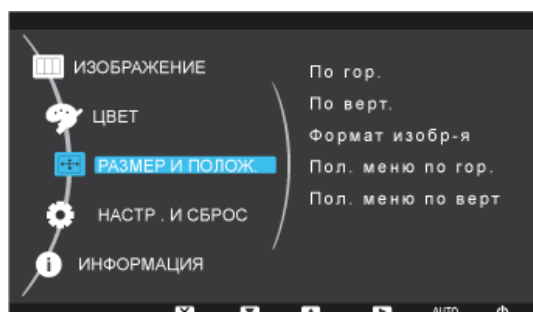 ИЗОБРАЖЕНИЕ
ЦВЕТ
РАЗМЕР И ПОЛОЖ.
НАСТР . И СБРОС
ИНФОРМАЦИЯ
По гор.
По верт.
Формат изобр-я
Пол. меню по гор.
Пол. меню по верт
AUTO